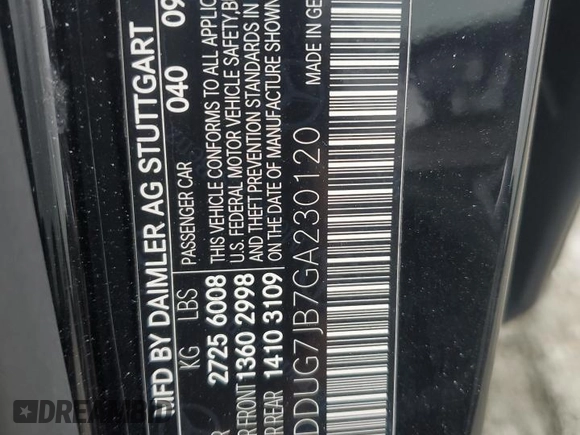 MFD BY DAIMLER AG STUTTGART
PASSENGER CAR 040 09
KG LBS THIS VEHICLE CONFORMS TO ALL APPLIC
2725 6008 U.S. FEDERAL MOTOR VEHICLE SAFETY, B
FRONT 1360 2998 AND THEFT PREVENTION STANDARDS IN
REAR 1410 3109 ON THE DATE OF MANUFACTURE SHOWN
DDUG7JB7GA230120 MADE IN GE